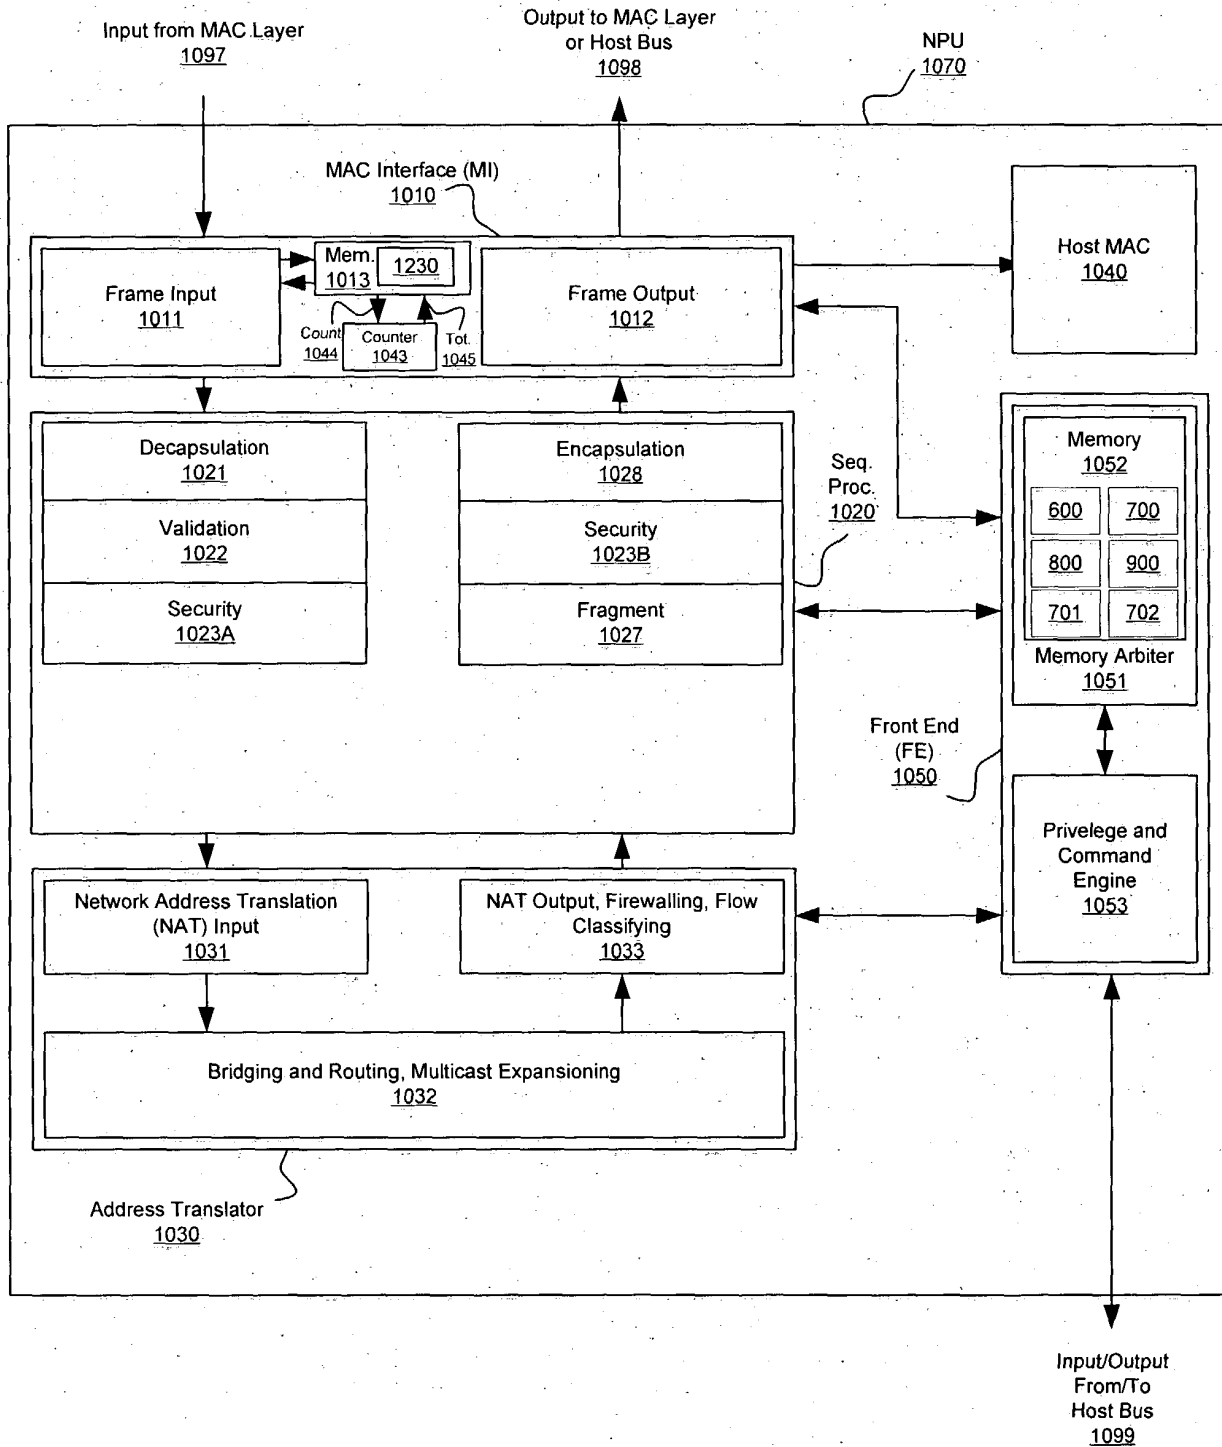 Input from MAC Layer
1097
Output to MAC Layer
or Host Bus
1098
NPU
1070
MAC Interface (MI)
1010
Frame Input
1011
Mem.
1013
1230
Count
1044
Counter
1043
Tot.
1045
Frame Output
1012
Host MAC
1040
Decapsulation
1021
Validation
1022
Security
1023A
Encapsulation
1028
Security
1023B
Fragment
1027
Seq.
Proc.
1020
Memory
1052
600
700
800
900
701
702
Memory Arbiter
1051
Front End
(FE)
1050
Privelege and
Command
Engine
1053
Network Address Translation
(NAT) Input
1031
NAT Output, Firewalling, Flow
Classifying
1033
Bridging and Routing, Multicast Expansioning
1032
Address Translator
1030
Input/Output
From/To
Host Bus
1099